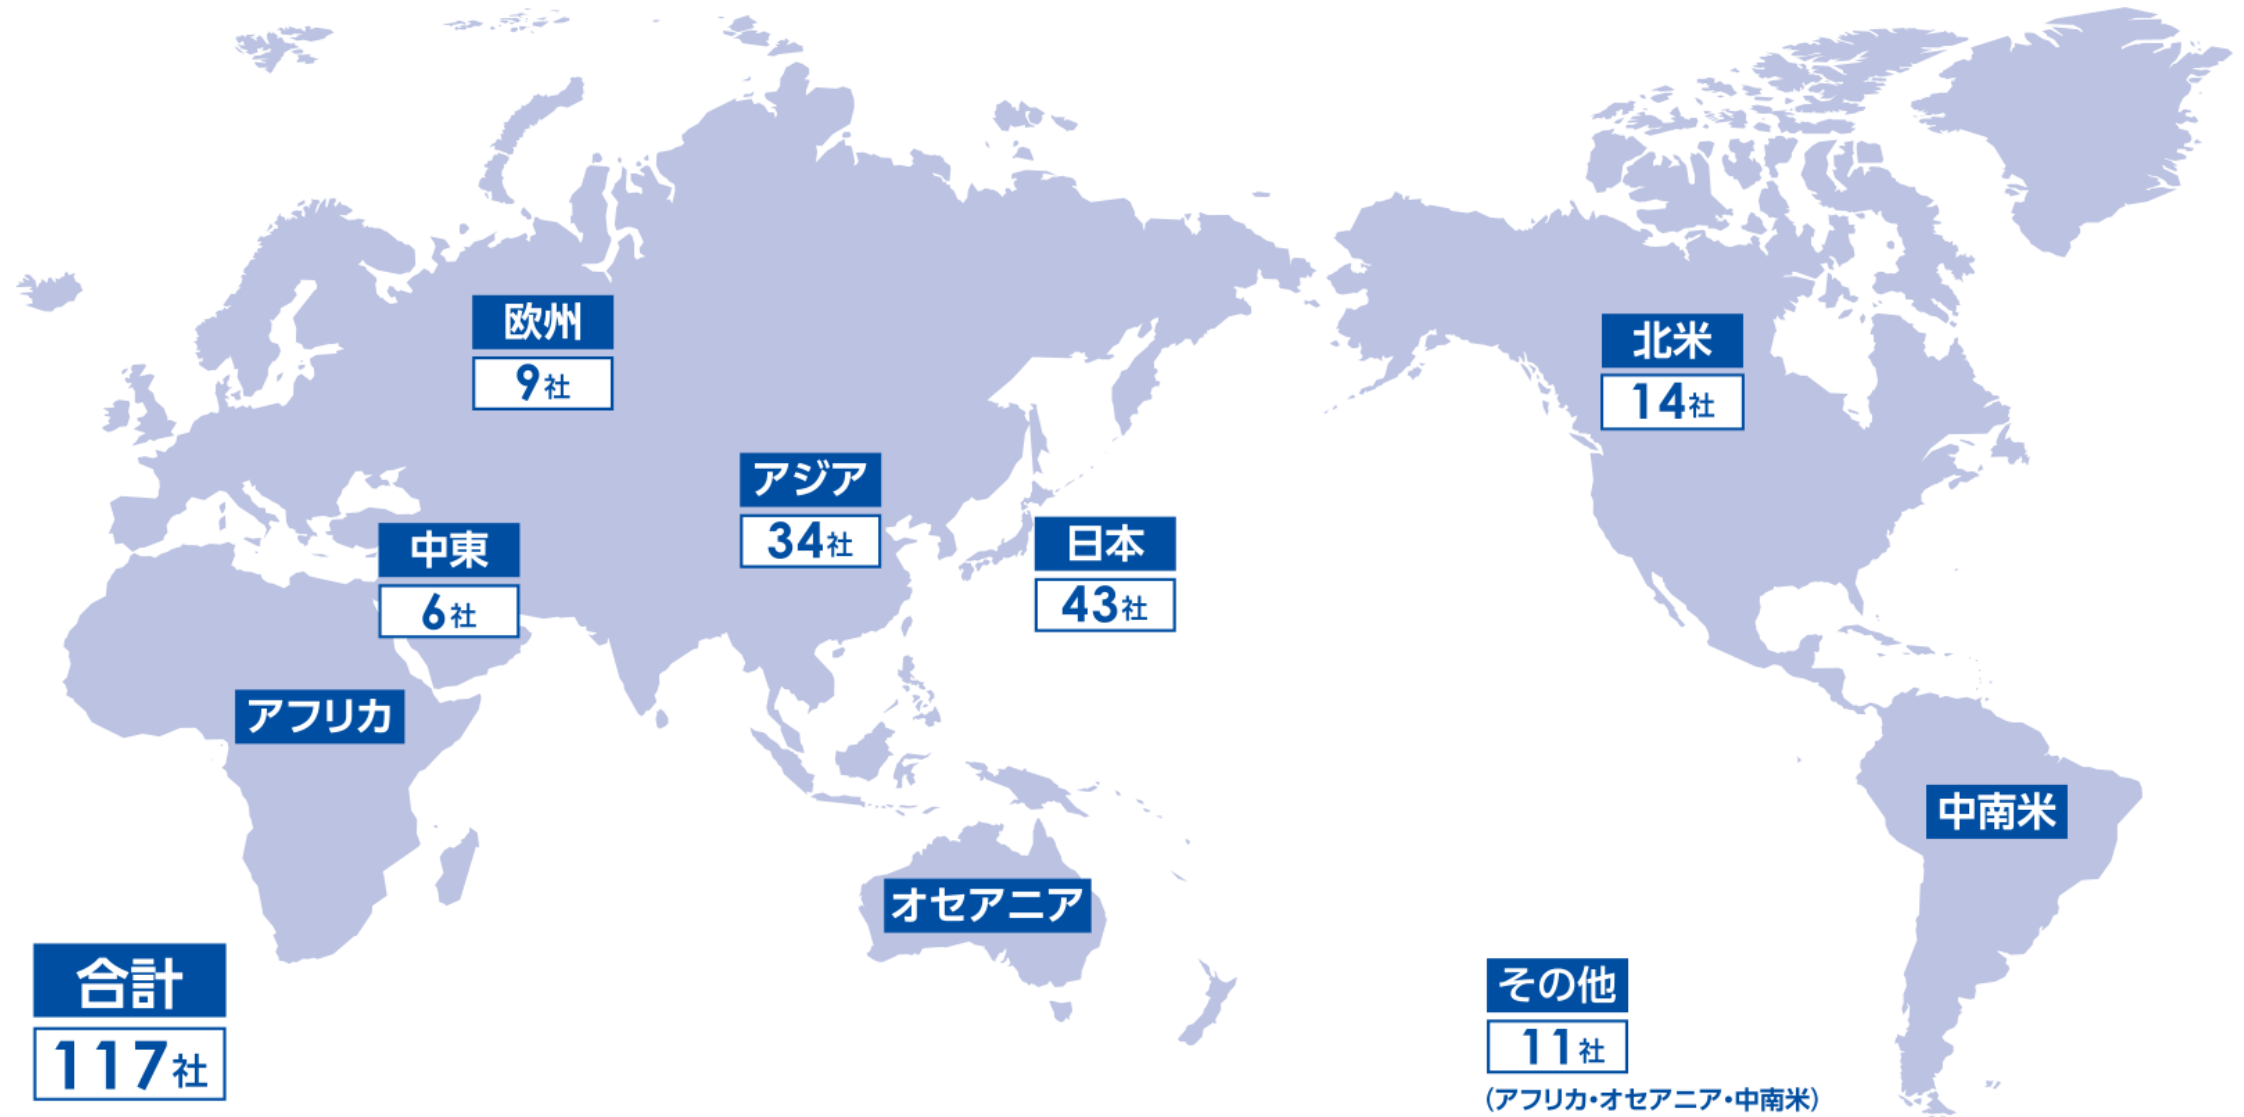 欧州
9社
北米
14社
アジア
34社
日本
43社
中東
6社
アフリカ
中南米
オセアニア
合計
117社
その他
11社
(アフリカ・オセアニア・中南米)